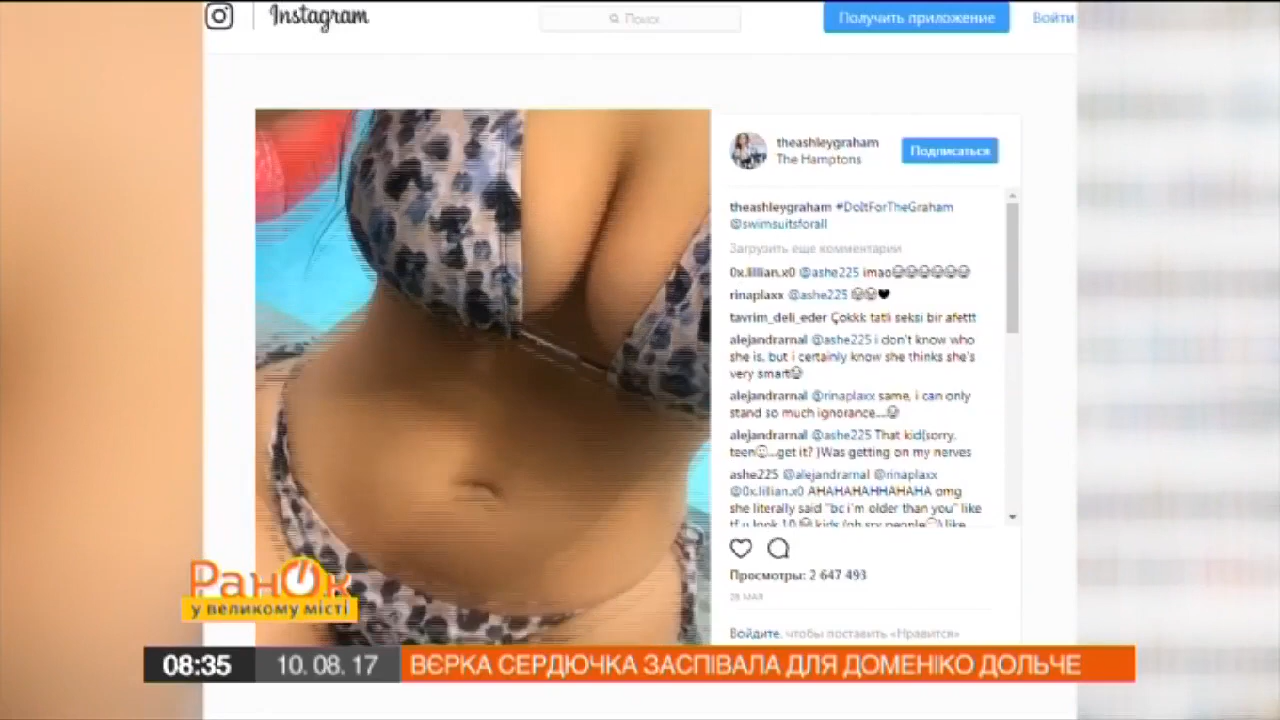 Instagram
Поиск
Получить приложение
Войти
theashleygraham
The Hamptons
Подписаться
theashleygraham #DoItForTheGraham
@swimsuitsforall
Загрузить еще комментарии
0x.lillian.x0 @ashe225 lmao
rinaplaxx @ashe225
tavrim_deli_eder Çokkk tatli seksi bir afettt
alejandrarnal @ashe225 i don't know
who she is, but i certainly know she thinks she's
very smart
alejandrarnal @rinaplaxx same, i can only
stand so much ignorance....
alejandrarnal @ashe225 That kid(sorry,
teen ...get it? )Was getting on my nerves
ashe225 @alejandrarnal @rinaplaxx
@0x.lillian.x0 AHAHAHAHHAHAHA omg
she literally said "bc i'm older than you" like
Просмотры: 2 647 493
28 МАЯ
Войдите, чтобы поставить «Нравится»
РанОк
у великому місті
08:35
10. 08. 17
ВЄРКА СЕРДЮЧКА ЗАСПІВАЛА ДЛЯ ДОМЕНІКО ДОЛЬЧЕ